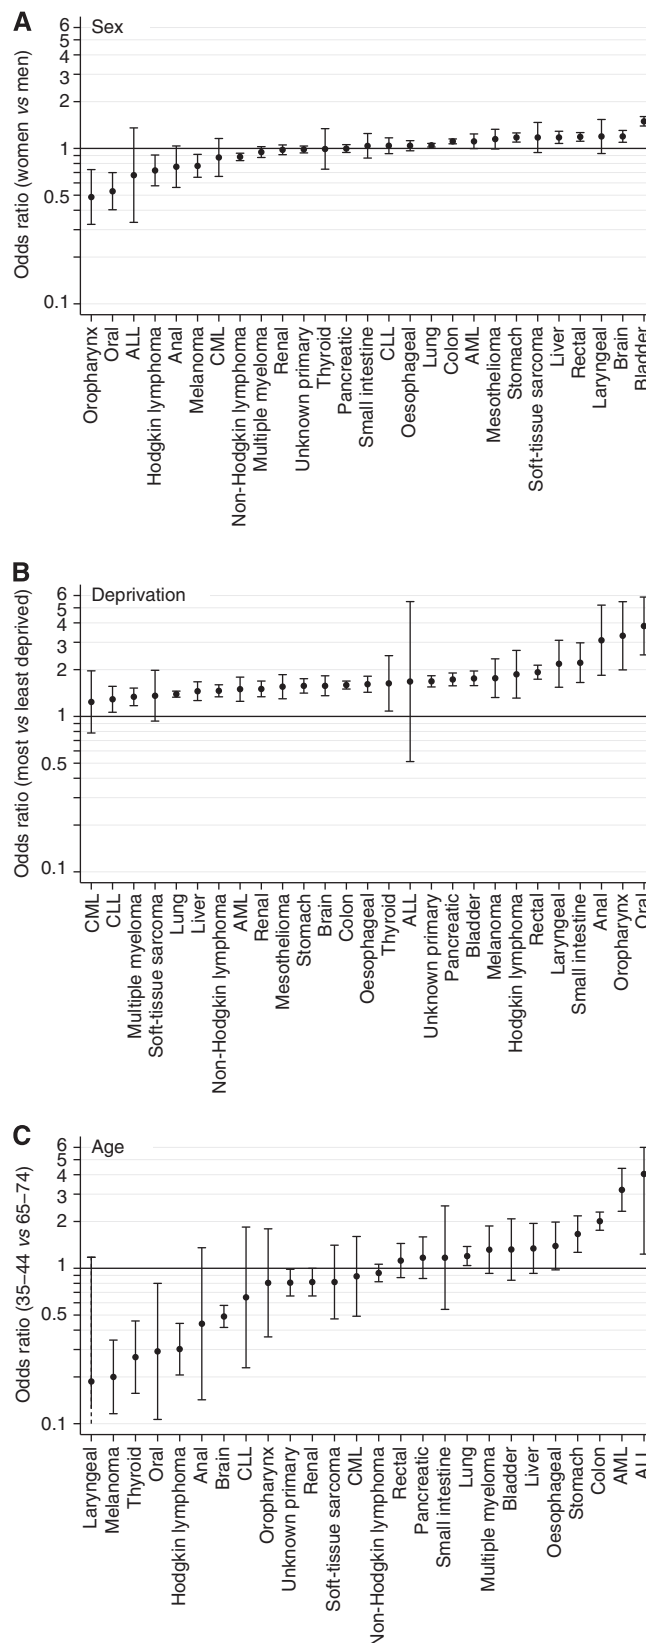 A
Sex
Odds ratio (women vs men)
6
5
4
3
2
1
0.5
0.1
Oropharynx
Oral
ALL
Hodgkin lymphoma
Anal
Melanoma
CML
Non-Hodgkin lymphoma
Multiple myeloma
Renal
Unknown primary
Thyroid
Pancreatic
Small intestine
CLL
Oesophageal
Lung
Colon
AML
Mesothelioma
Stomach
Soft-tissue sarcoma
Liver
Rectal
Laryngeal
Brain
Bladder
B
Deprivation
Odds ratio (most vs least deprived)
6
5
4
3
2
1
0.5
0.1
CML
CLL
Multiple myeloma
Soft-tissue sarcoma
Lung
Liver
Non-Hodgkin lymphoma
AML
Renal
Mesothelioma
Stomach
Brain
Colon
Oesophageal
Thyroid
ALL
Unknown primary
Pancreatic
Bladder
Melanoma
Hodgkin lymphoma
Rectal
Laryngeal
Small intestine
Anal
Oropharynx
Oral
C
Age
Odds ratio (35–44 vs 65–74)
6
5
4
3
2
1
0.5
0.1
Laryngeal
Melanoma
Thyroid
Oral
Hodgkin lymphoma
Anal
Brain
CLL
Oropharynx
Unknown primary
Renal
Soft-tissue sarcoma
CML
Non-Hodgkin lymphoma
Rectal
Pancreatic
Small intestine
Lung
Multiple myeloma
Bladder
Liver
Oesophageal
Stomach
Colon
AML
ALL